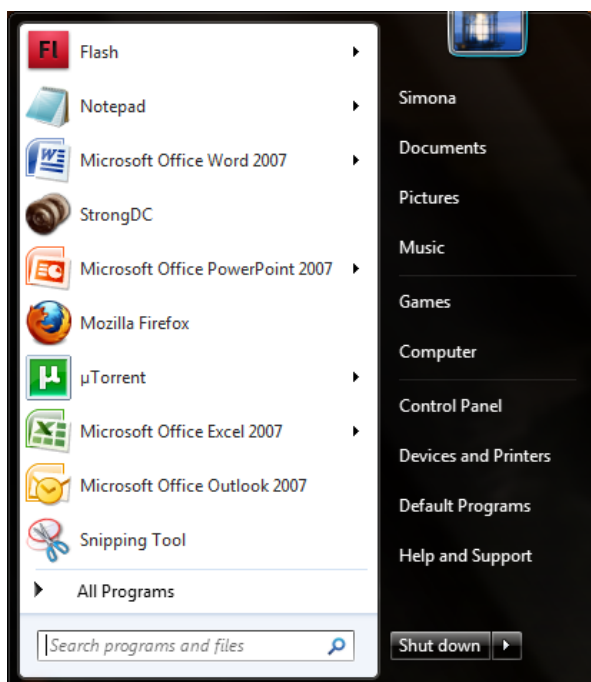 Fl Flash
Notepad
Microsoft Office Word 2007
StrongDC
Microsoft Office PowerPoint 2007
Mozilla Firefox
µTorrent
Microsoft Office Excel 2007
Microsoft Office Outlook 2007
Snipping Tool
All Programs
Search programs and files
Simona
Documents
Pictures
Music
Games
Computer
Control Panel
Devices and Printers
Default Programs
Help and Support
Shut down